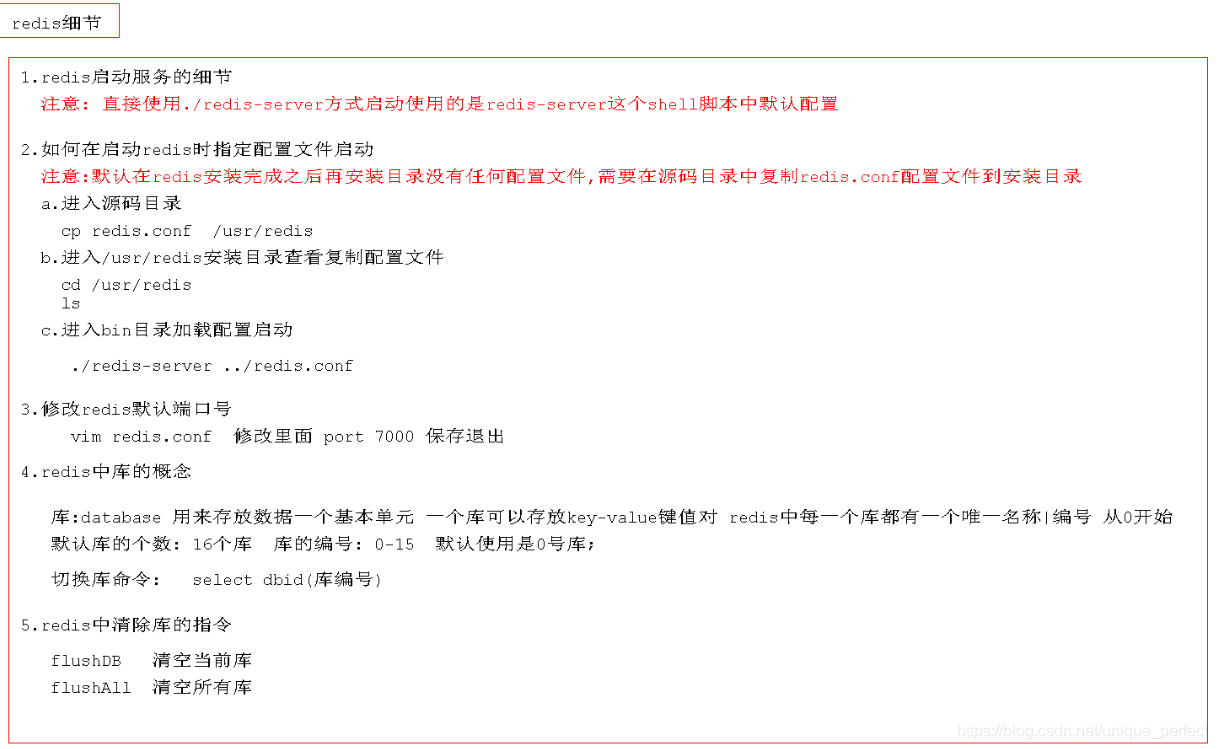 redis细节
1.redis启动服务的细节
注意: 直接使用./redis-server方式启动使用的是redis-server这个shell脚本中默认配置
2.如何在启动redis时指定配置文件启动
注意:默认在redis安装完成之后再安装目录没有任何配置文件,需要在源码目录中复制redis.conf配置文件到安装目录
a.进入源码目录
cp redis.conf /usr/redis
b.进入/usr/redis安装目录查看复制配置文件
cd /usr/redis
ls
c.进入bin目录加载配置启动
./redis-server ../redis.conf
3.修改redis默认端口号
vim redis.conf 修改里面 port 7000 保存退出
4.redis中库的概念
库:database 用来存放数据一个基本单元 一个库可以存放key-value键值对 redis中每一个库都有一个唯一名称|编号 从0开始
默认库的个数: 16个库 库的编号: 0-15 默认使用是0号库;
切换库命令: select dbid(库编号)
5.redis中清除库的指令
flushDB 清空当前库
flushAll 清空所有库
https://blog.csdn.net/unique_perfect